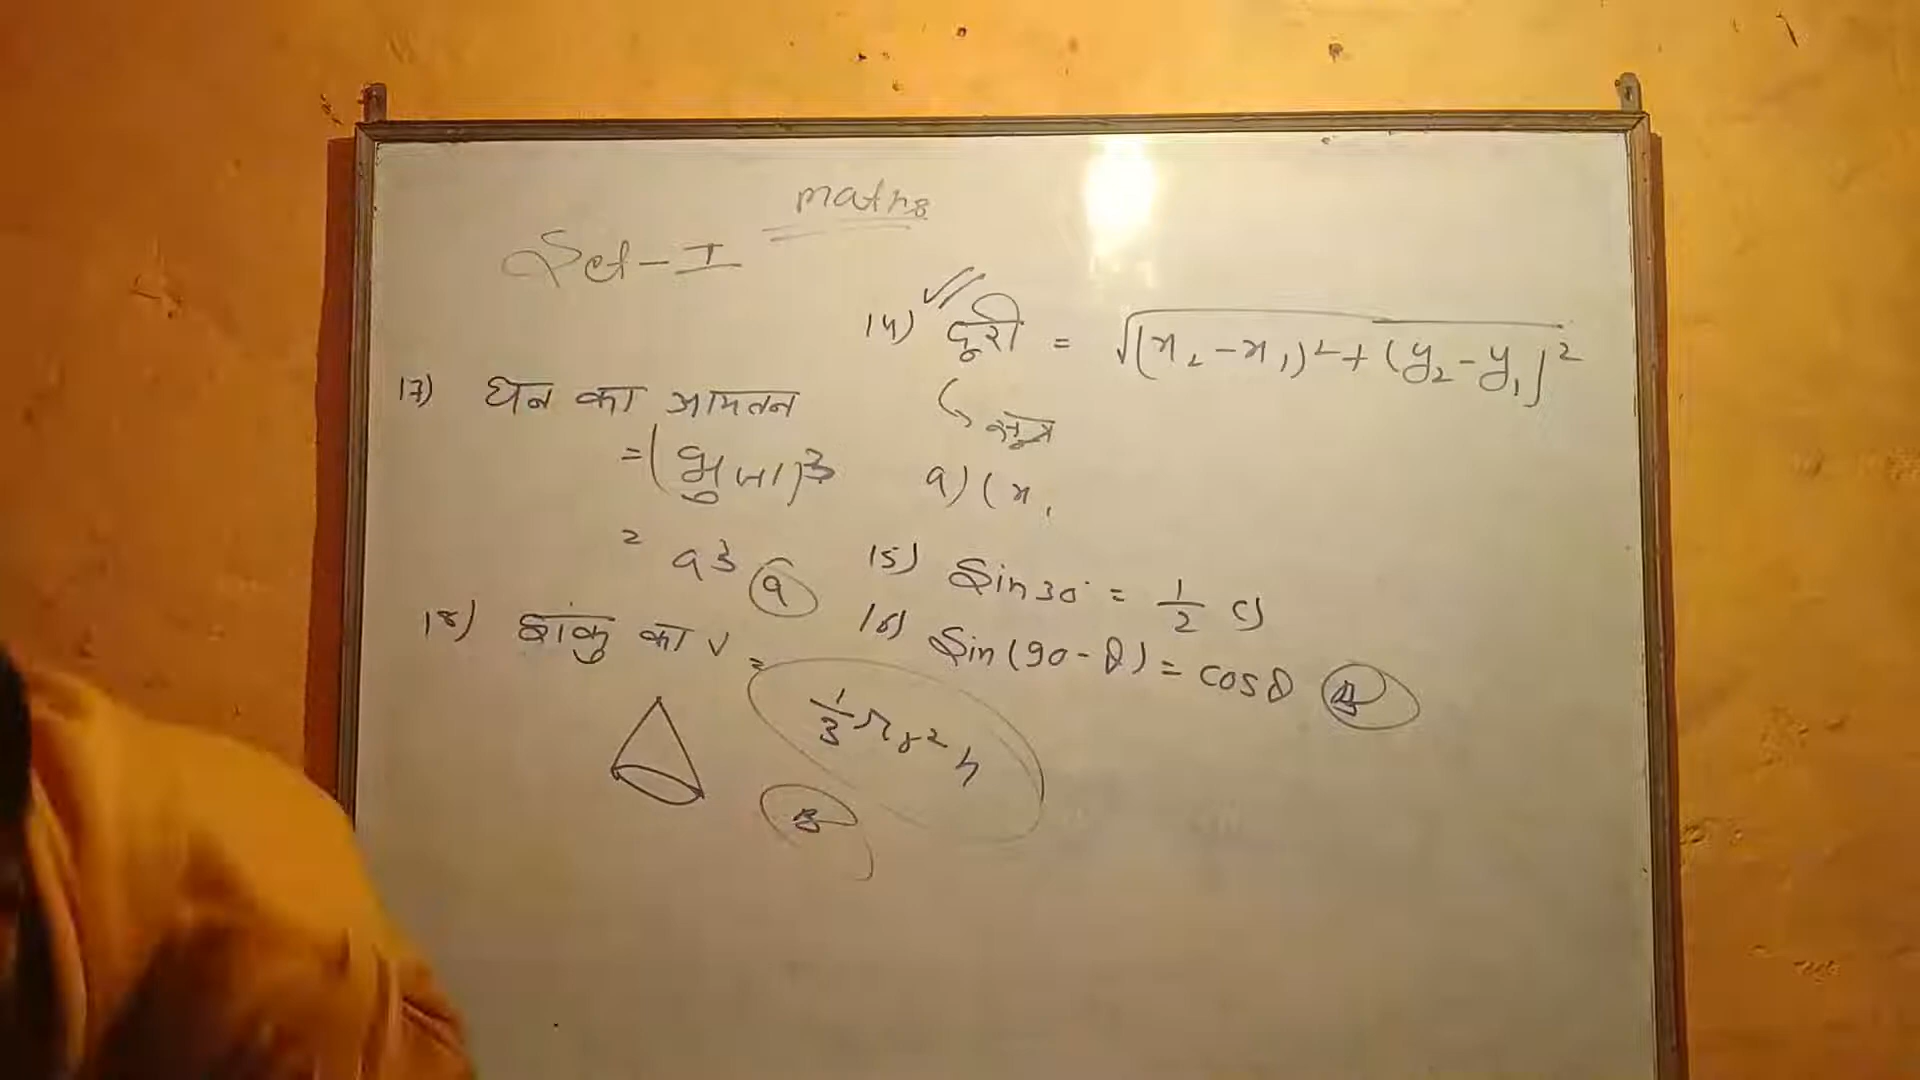 maths
Set-I
14) दूरी = √(x₂-x₁)²+(y₂-y₁)²
↳ सूत्र
a) (x₁
15) Sin30° = 1/2 c)
16) Sin(90-θ) = cosθ B
17) घन का आयतन
=(भुजा)³
= a³ a
18) शंकु का V =
1/3 πr²h
B